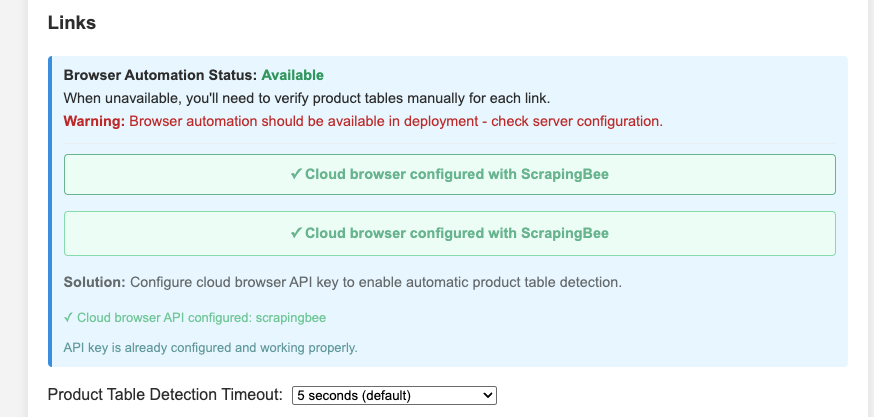 Links
Browser Automation Status: Available
When unavailable, you'll need to verify product tables manually for each link.
Warning: Browser automation should be available in deployment - check server configuration.
✓ Cloud browser configured with ScrapingBee
✓ Cloud browser configured with ScrapingBee
Solution: Configure cloud browser API key to enable automatic product table detection.
✓ Cloud browser API configured: scrapingbee
API key is already configured and working properly.
Product Table Detection Timeout: 5 seconds (default)